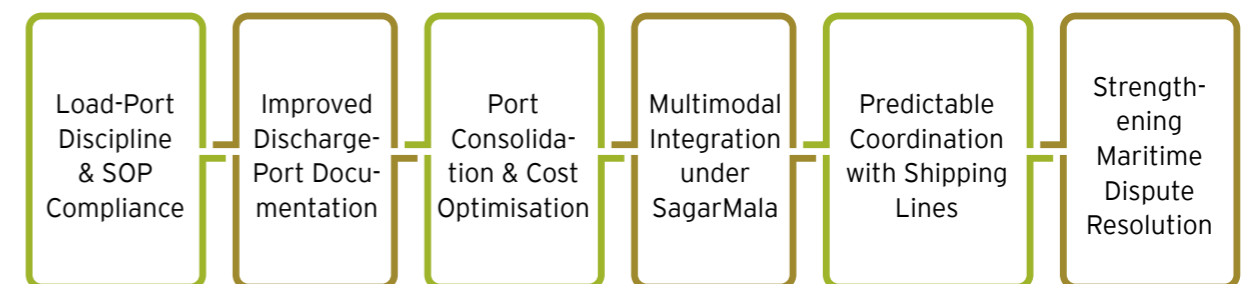 Load-Port
Discipline
& SOP
Compliance
Improved
Discharge-
Port Docu-
mentation
Port
Consolida-
tion & Cost
Optimisation
Multimodal
Integration
under
SagarMala
Predictable
Coordination
with Shipping
Lines
Strength-
ening
Maritime
Dispute
Resolution